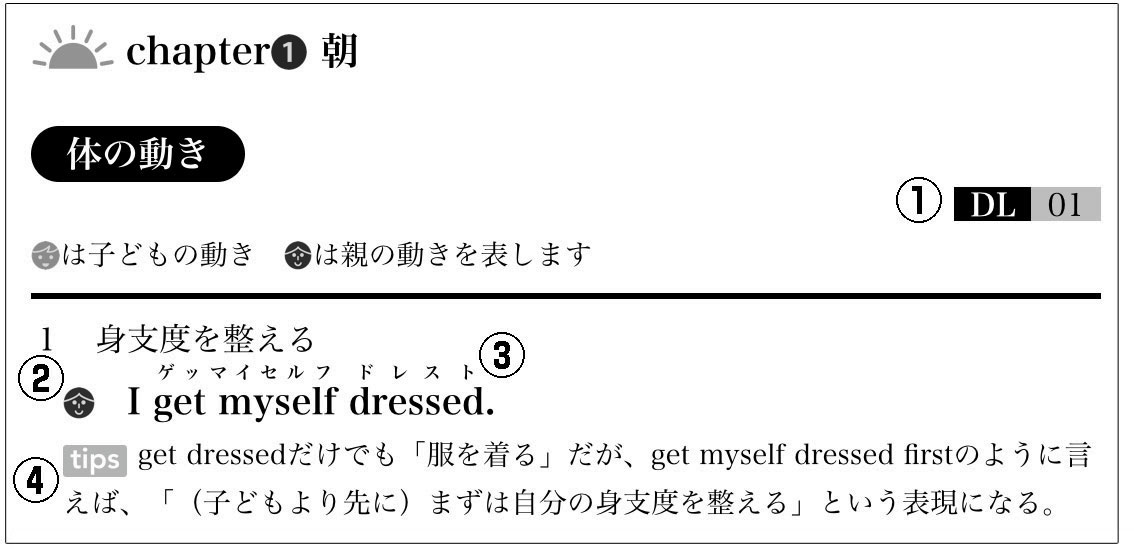 chapter❶ 朝
体の動き
① DL 01
は子どもの動き は親の動きを表します
1 身支度を整える
ゲッマイセルフ ドレスト ③
② I get myself dressed.
tips get dressedだけでも「服を着る」だが、get myself dressed firstのように言
④ えば、「（子どもより先に）まずは自分の身支度を整える」という表現になる。